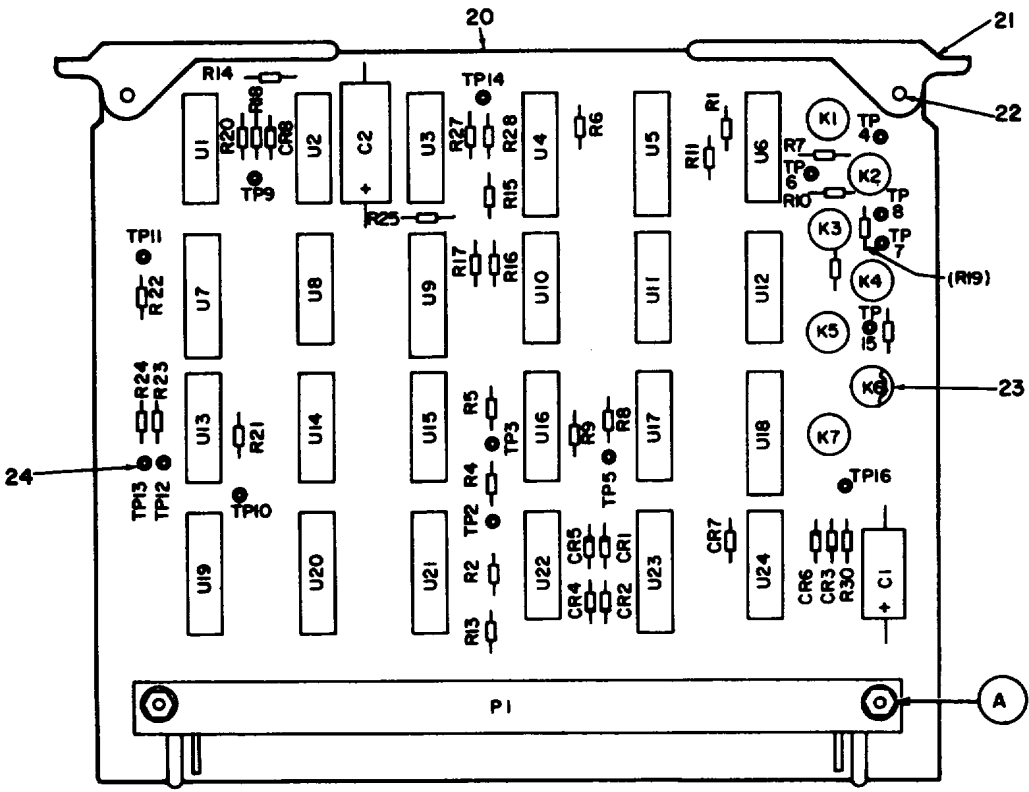 20
21
R14
TP14
22
R18
R20
CR8
U1
U2
C2
+
U3
R27
R28
U4
R6
U5
R1
R11
U6
K1
TP
4
R7
TP
6
K2
R10
TP9
R15
R25
TP
8
K3
TP
7
(R19)
TP11
R22
U7
U8
U9
R17
R16
U10
U11
U12
K4
K5
TP
15
K6
23
R24
R23
U13
R21
U14
U15
R5
TP3
U16
R9
R8
U17
U18
K7
24
TP13
TP12
TP10
R4
TP5
TP16
TP2
U19
U20
U21
R2
R13
U22
CR5
CR1
CR4
CR2
U23
CR7
U24
CR6
CR3
R30
C1
+
P1
A